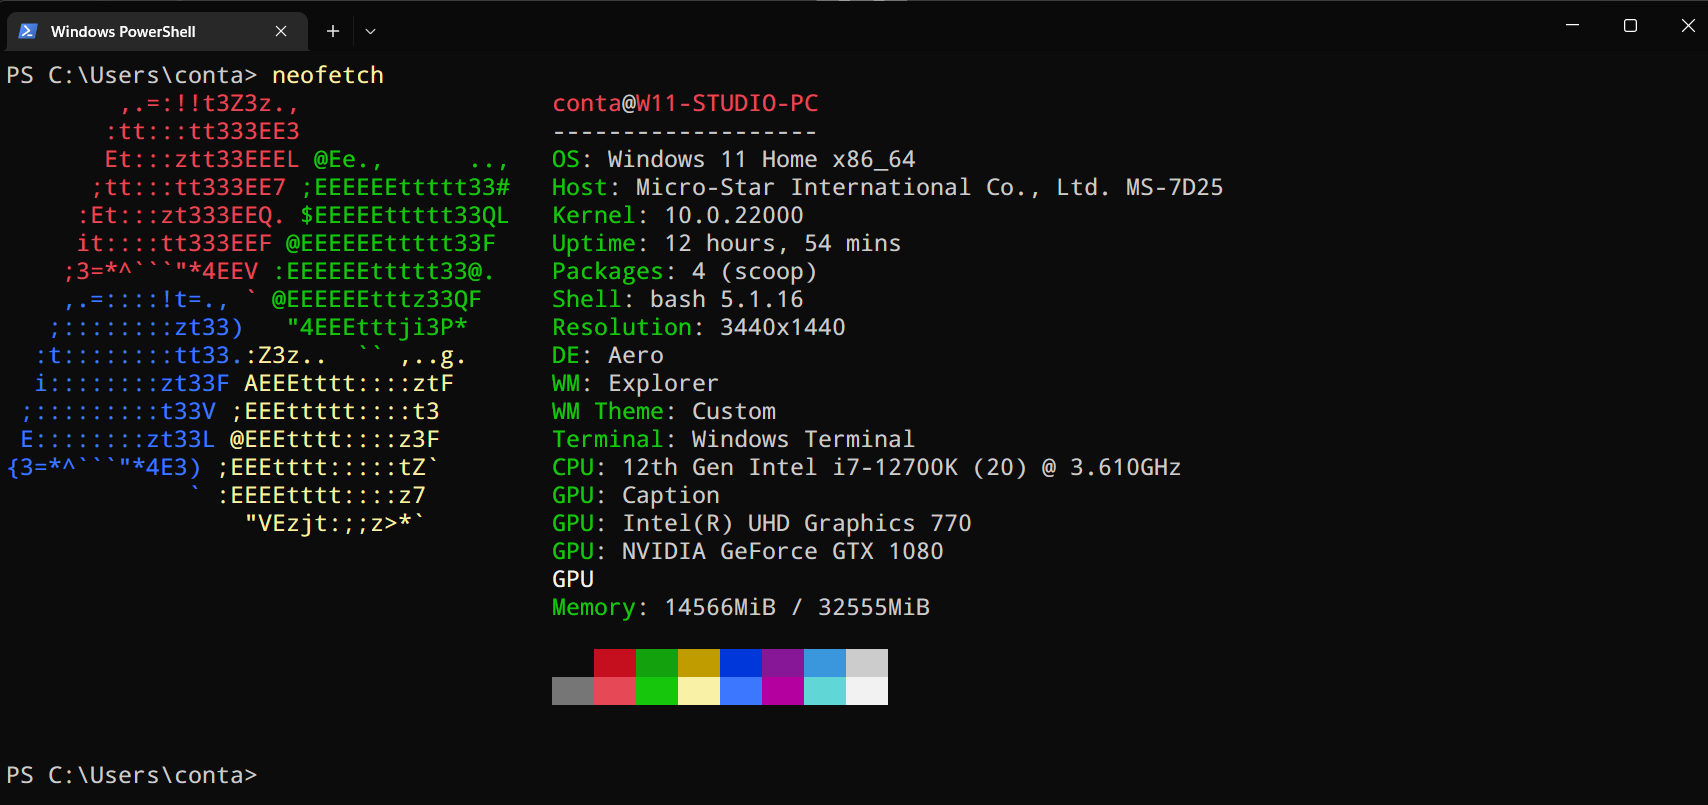 Windows PowerShell
PS C:\Users\conta> neofetch
        ,.=:!!t3Z3z.,                  conta@W11-STUDIO-PC
       :tt:::tt333EE3                  -------------------
       Et:::ztt33EEEL @Ee.,      ..,   OS: Windows 11 Home x86_64
      ;tt:::tt333EE7 ;EEEEEEttttt33#   Host: Micro-Star International Co., Ltd. MS-7D25
     :Et:::zt333EEQ. $EEEEEttttt33QL   Kernel: 10.0.22000
     it::::tt333EEF @EEEEEEttttt33F    Uptime: 12 hours, 54 mins
    ;3=*^```"*4EEV :EEEEEEttttt33@.    Packages: 4 (scoop)
    ,.=::::!t=., ` @EEEEEEtttz33QF     Shell: bash 5.1.16
   ;::::::::zt33)   "4EEEtttji3P*      Resolution: 3440x1440
  :t::::::::tt33.:Z3z..  `` ,..g.      DE: Aero
  i::::::::zt33F AEEEtttt::::ztF       WM: Explorer
 ;:::::::::t33V ;EEEttttt::::t3        WM Theme: Custom
 E::::::::zt33L @EEEtttt::::z3F        Terminal: Windows Terminal
{3=*^```"*4E3) ;EEEtttt:::::tZ`        CPU: 12th Gen Intel i7-12700K (20) @ 3.610GHz
             ` :EEEEtttt::::z7         GPU: Caption
                 "VEzjt:;;z>*`         GPU: Intel(R) UHD Graphics 770
                                       GPU: NVIDIA GeForce GTX 1080
                                       GPU
                                       Memory: 14566MiB / 32555MiB
PS C:\Users\conta>